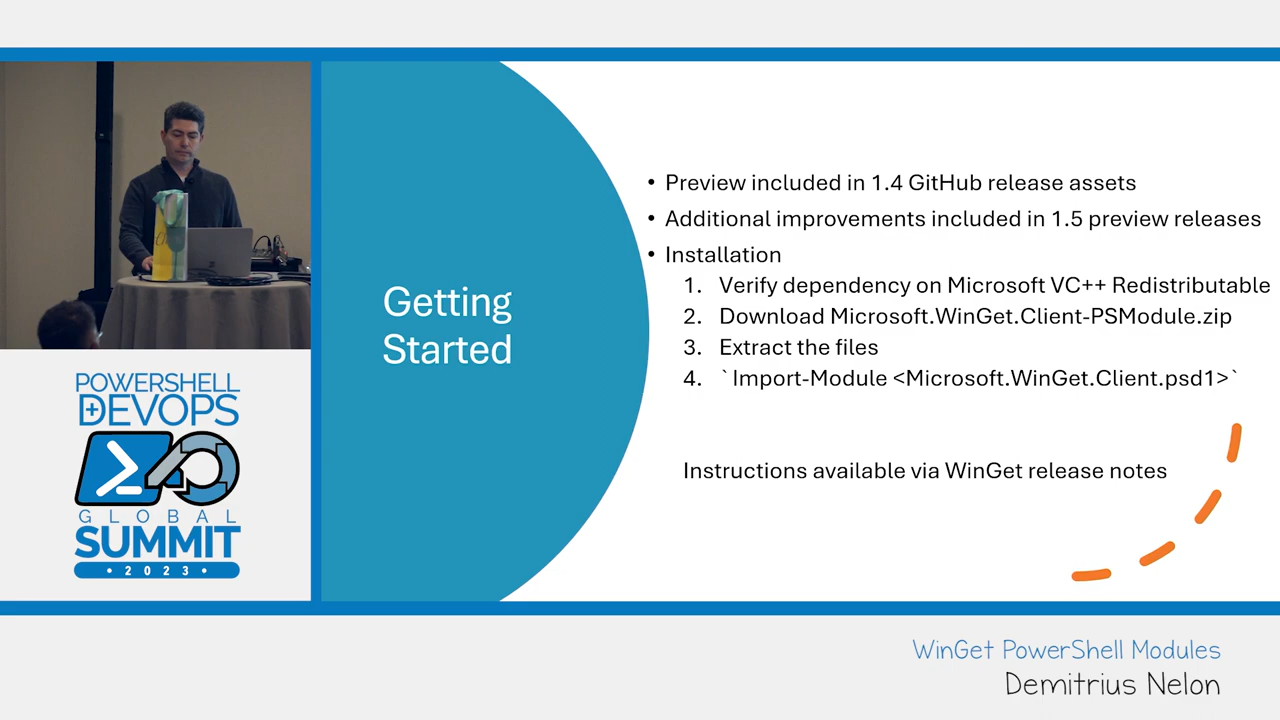 Getting
Started
• Preview included in 1.4 GitHub release assets
• Additional improvements included in 1.5 preview releases
• Installation
1. Verify dependency on Microsoft VC++ Redistributable
2. Download Microsoft.WinGet.Client-PSModule.zip
3. Extract the files
4. `Import-Module <Microsoft.WinGet.Client.psd1>`
Instructions available via WinGet release notes
POWERSHELL
+DEVOPS
GLOBAL
SUMMIT
• 2023 •
WinGet PowerShell Modules
Demitrius Nelon